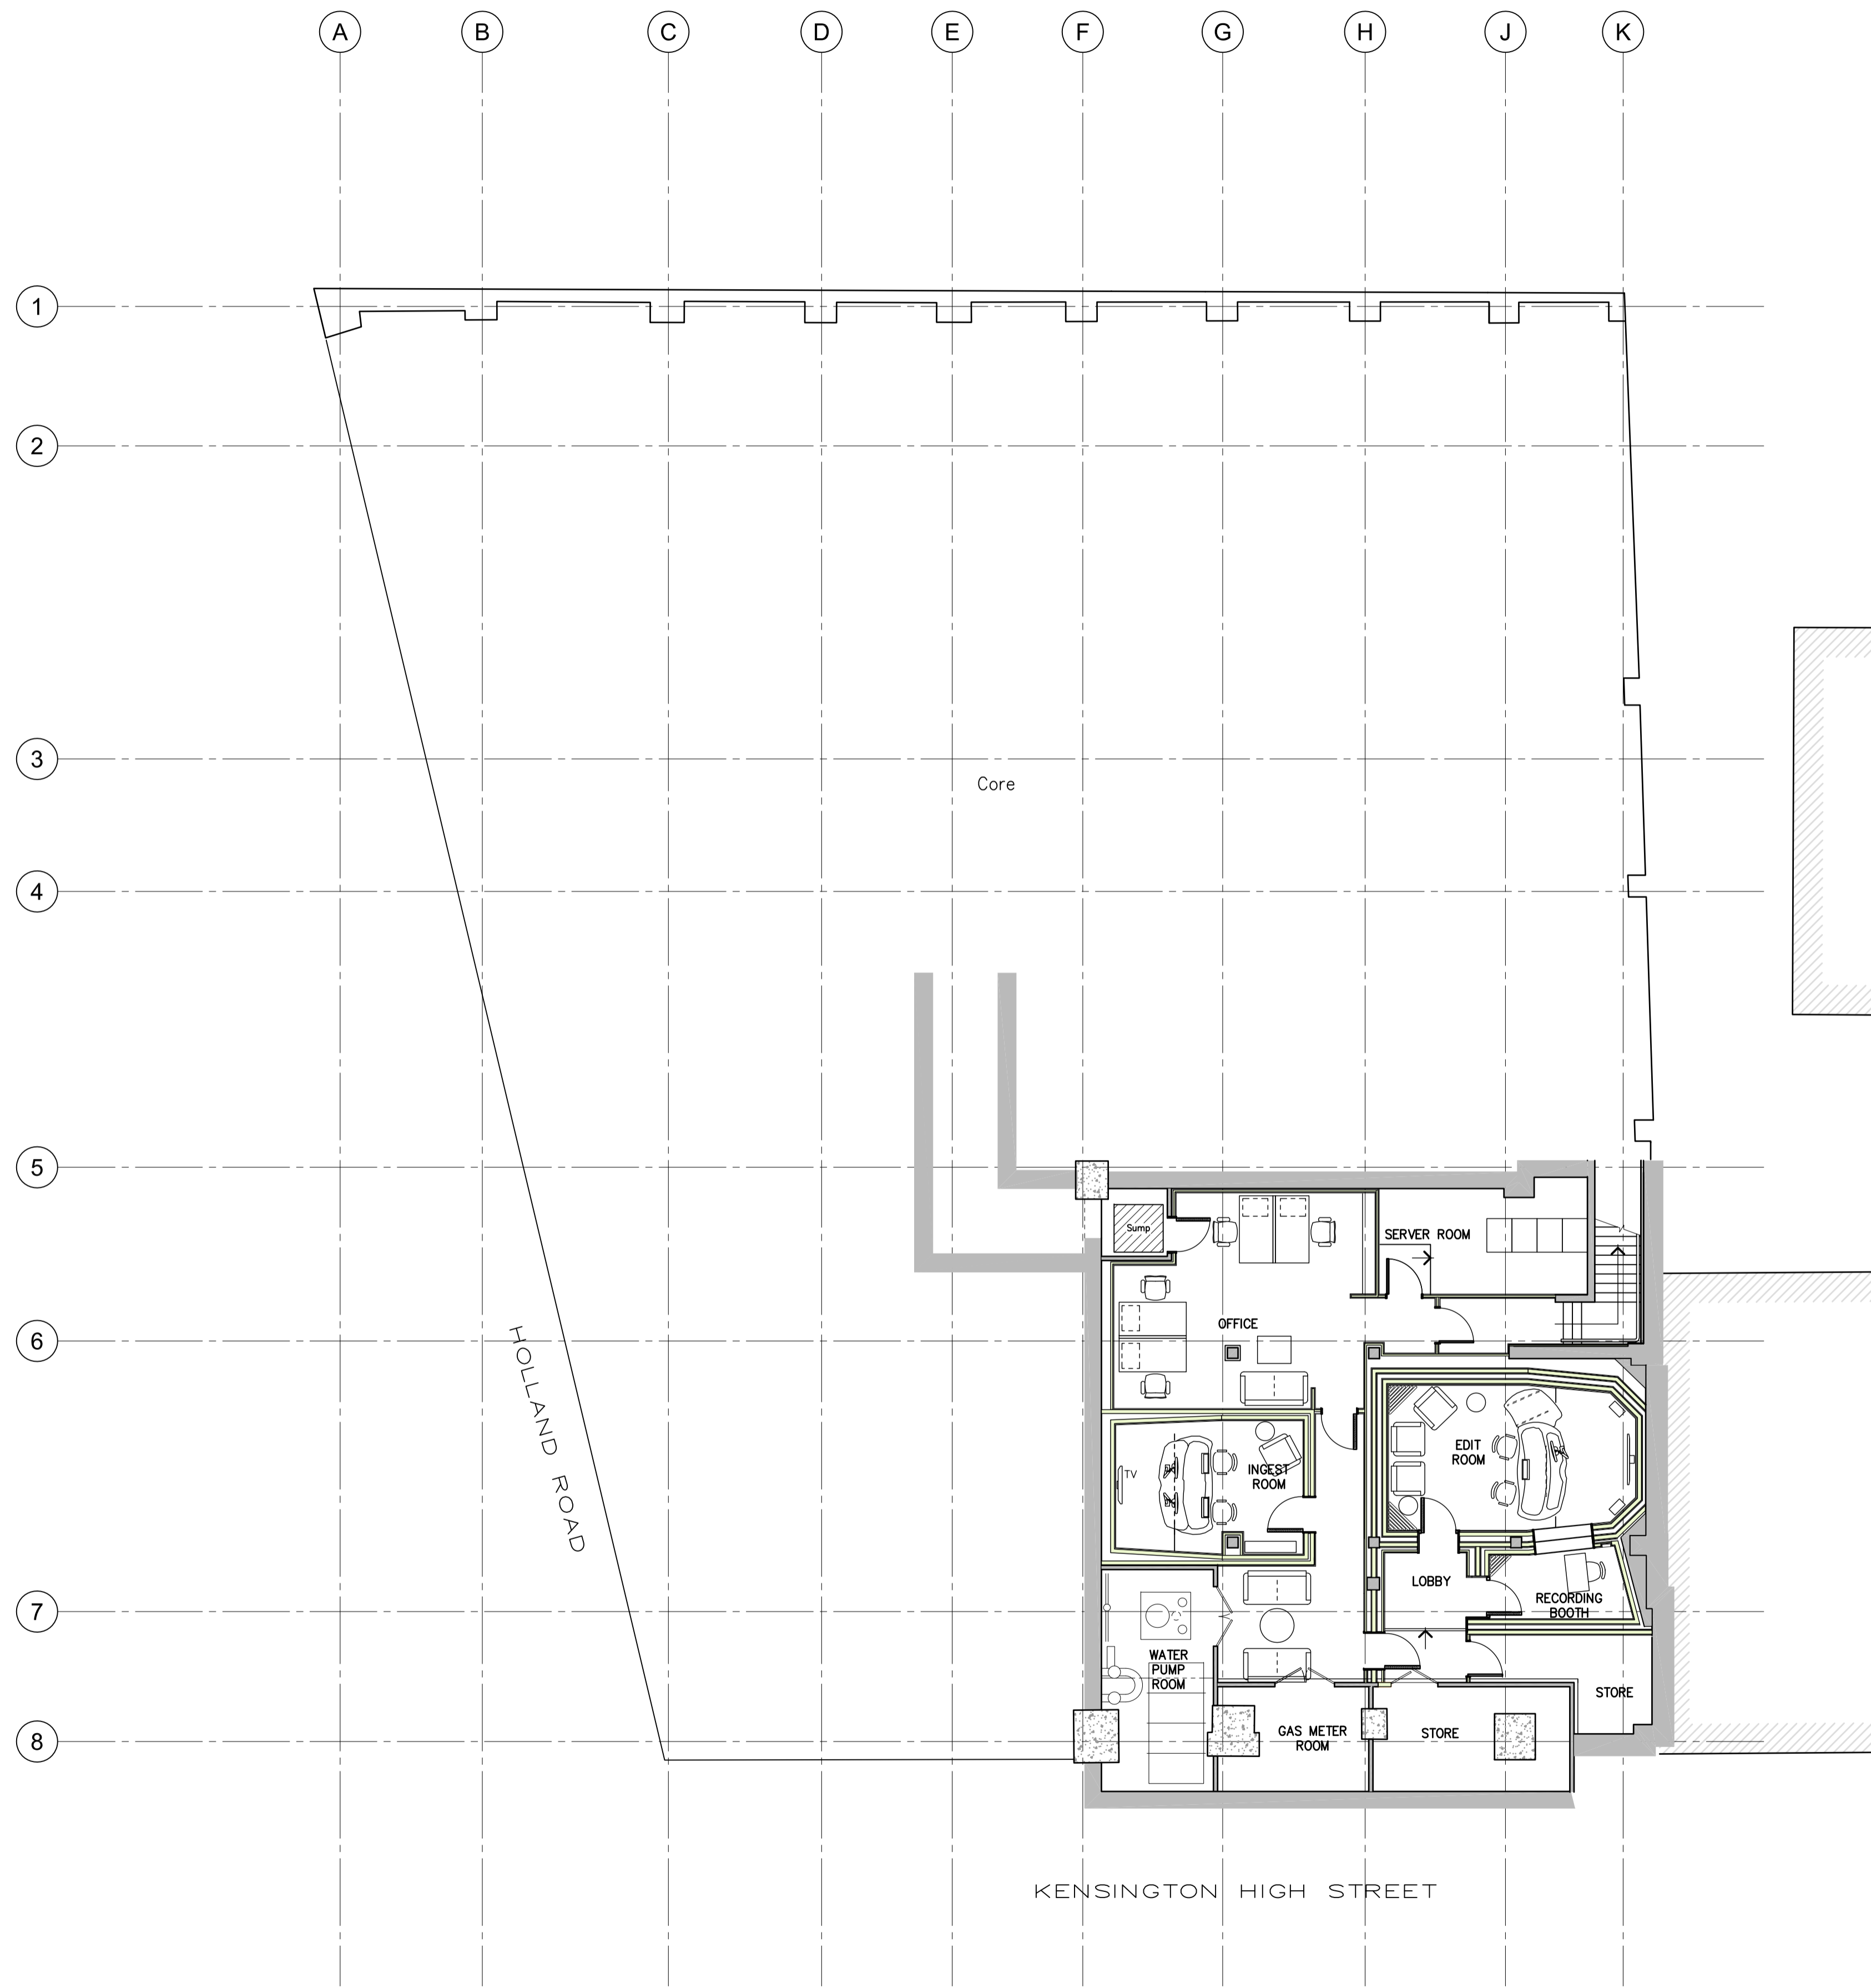 A B C D E F G H J K
1
2
3
Core
4
5
Sump
SERVER ROOM
6
OFFICE
HOLLAND ROAD
EDIT
ROOM
TV
INGEST
ROOM
LOBBY
RECORDING
BOOTH
7
WATER
PUMP
ROOM
STORE
GAS METER
ROOM
STORE
8
KENSINGTON HIGH STREET